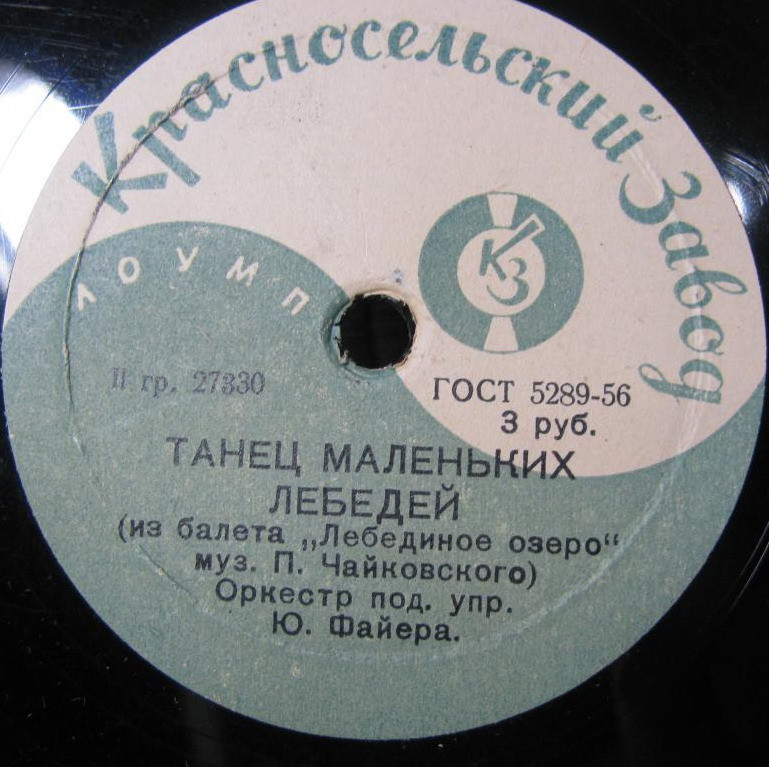 Красносельский Завод
ЛОУМП
КЗ
II гр. 27330
ГОСТ 5289-56
3 руб.
ТАНЕЦ МАЛЕНЬКИХ
ЛЕБЕДЕЙ
(из балета „Лебединое озеро“
муз. П. Чайковского)
Оркестр под. упр.
Ю. Файера.